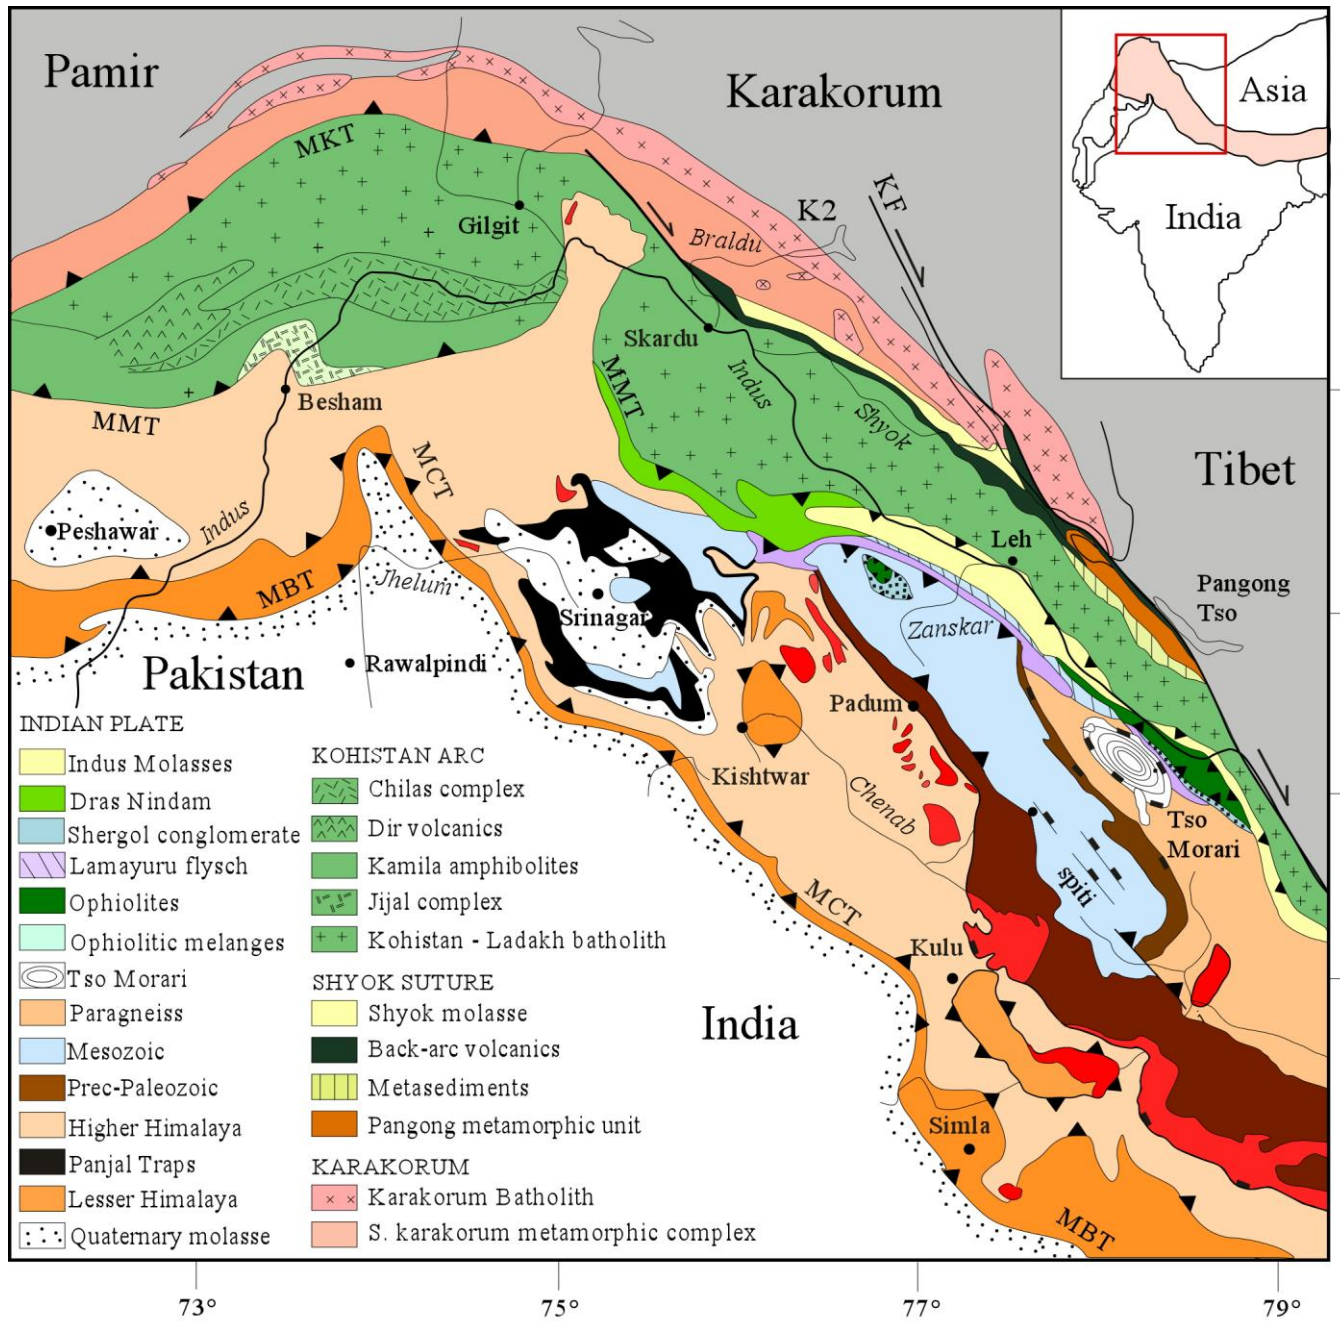 Pamir
Karakorum
Asia
India
MKT
KF
K2
Gilgit
Braldu
Skardu
Indus
Shyok
MMT
Besham
MMT
MCT
Tibet
Peshawar
Indus
Leh
MBT
Jhelum
Pangong
Tso
Srinagar
Zanskar
Pakistan
Rawalpindi
Padum
Kishtwar
Chenab
Tso
Morari
spiti
MCT
Kulu
India
Simla
MBT
INDIAN PLATE
Indus Molasses
Dras Nindam
Shergol conglomerate
Lamayuru flysch
Ophiolites
Ophiolitic melanges
Tso Morari
Paragneiss
Mesozoic
Prec-Paleozoic
Higher Himalaya
Panjal Traps
Lesser Himalaya
Quaternary molasse
KOHISTAN ARC
Chilas complex
Dir volcanics
Kamila amphibolites
Jijal complex
Kohistan - Ladakh batholith
SHYOK SUTURE
Shyok molasse
Back-arc volcanics
Metasediments
Pangong metamorphic unit
KARAKORUM
Karakorum Batholith
S. karakorum metamorphic complex
73° 75° 77° 79°